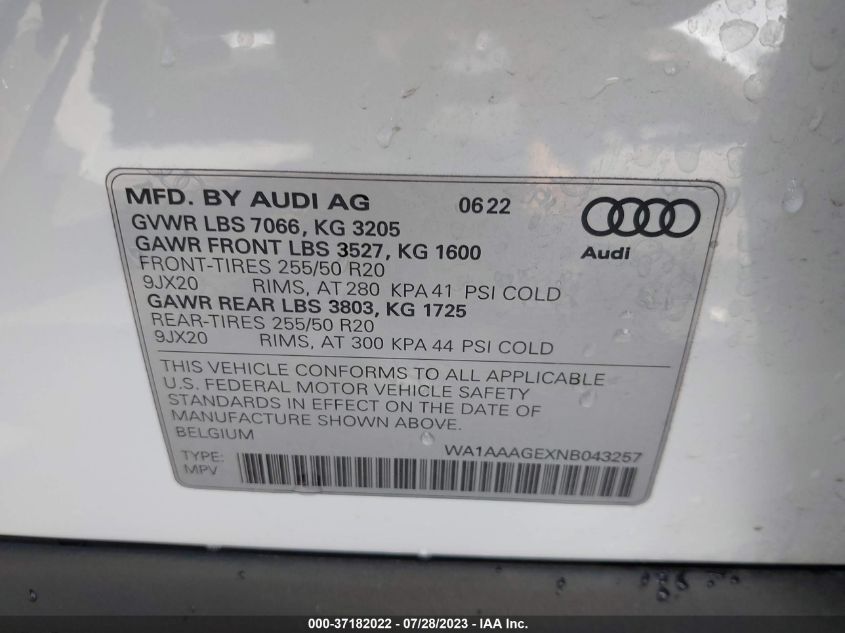 MFD. BY AUDI AG 06 22
GVWR LBS 7066, KG 3205
GAWR FRONT LBS 3527, KG 1600
FRONT-TIRES 255/50 R20
9JX20 RIMS, AT 280 KPA 41 PSI COLD
GAWR REAR LBS 3803, KG 1725
REAR-TIRES 255/50 R20
9JX20 RIMS, AT 300 KPA 44 PSI COLD
Audi
THIS VEHICLE CONFORMS TO ALL APPLICABLE
U.S. FEDERAL MOTOR VEHICLE SAFETY
STANDARDS IN EFFECT ON THE DATE OF
MANUFACTURE SHOWN ABOVE.
BELGIUM
WA1AAAGEXNB043257
TYPE:
MPV
000-37182022 - 07/28/2023 - IAA Inc.